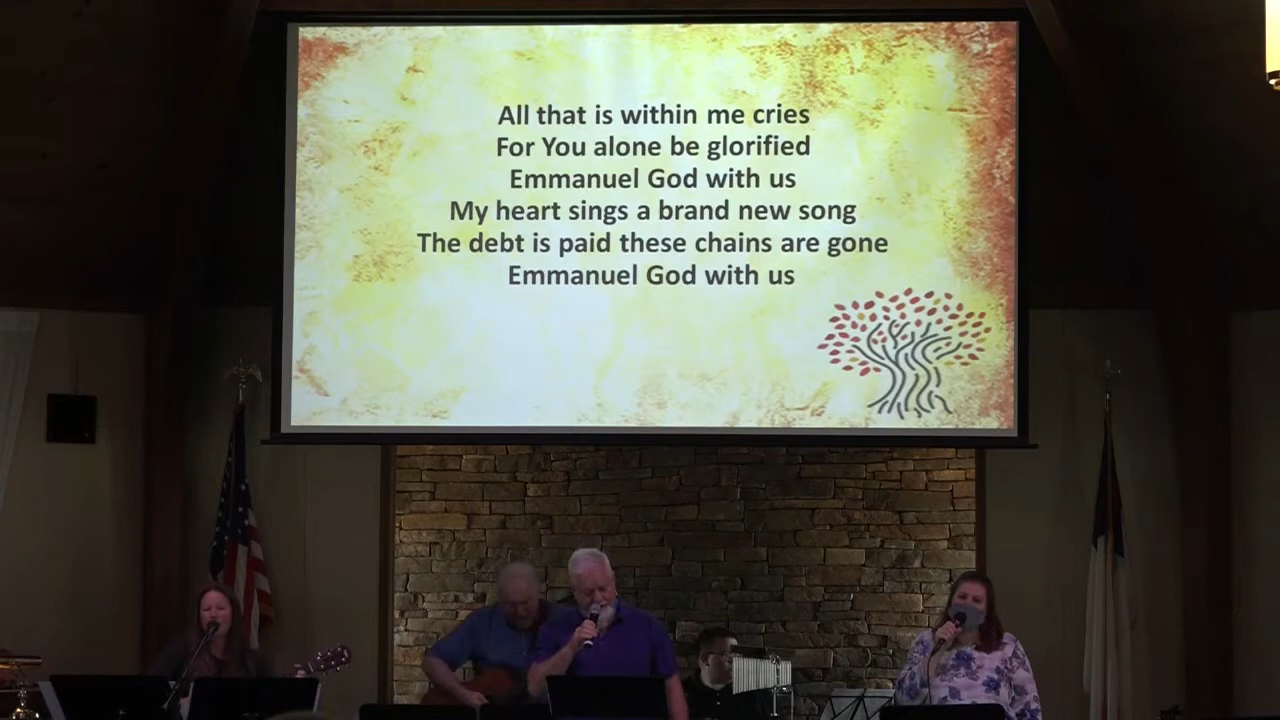 All that is within me cries
For You alone be glorified
Emmanuel God with us
My heart sings a brand new song
The debt is paid these chains are gone
Emmanuel God with us